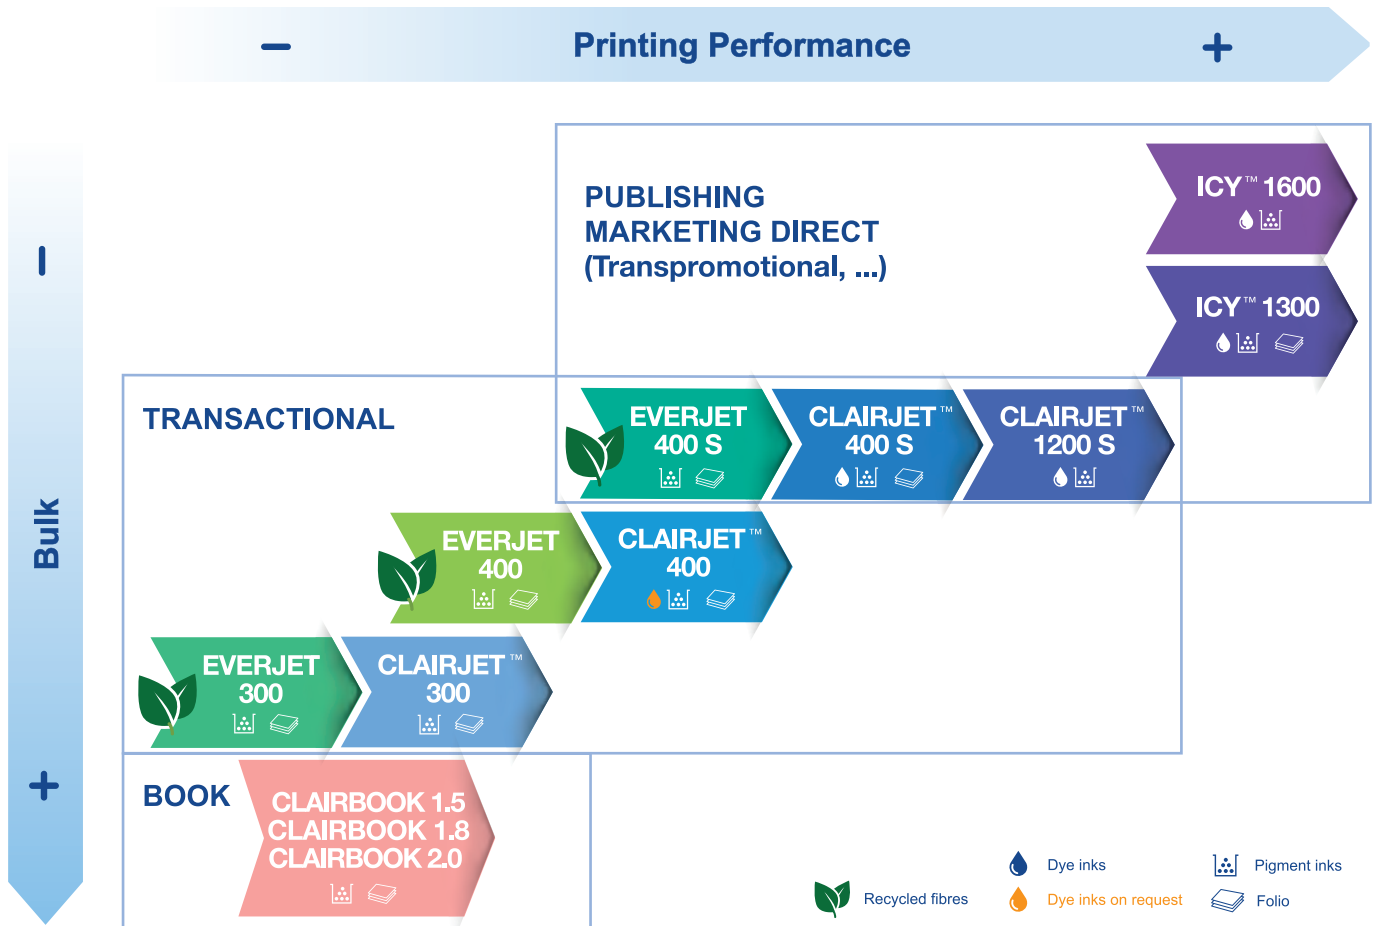 Printing Performance
Bulk
PUBLISHING
MARKETING DIRECT
(Transpromotional, ...)
ICY™ 1600
ICY™ 1300
TRANSACTIONAL
EVERJET
400 S
CLAIRJET™
400 S
CLAIRJET™
1200 S
EVERJET
400
CLAIRJET™
400
EVERJET
300
CLAIRJET™
300
BOOK
CLAIRBOOK 1.5
CLAIRBOOK 1.8
CLAIRBOOK 2.0
Recycled fibres
Dye inks
Dye inks on request
Pigment inks
Folio